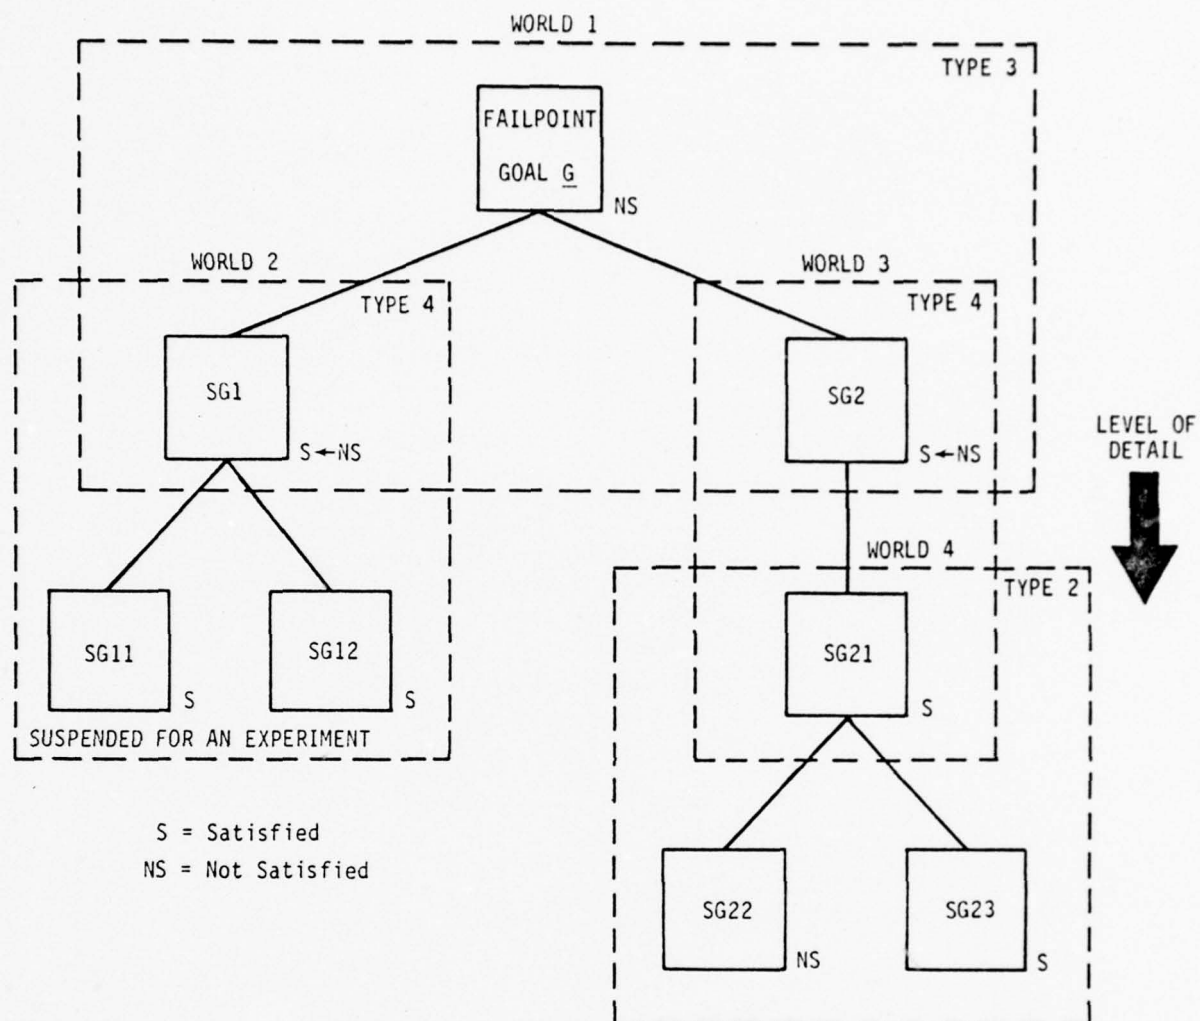 WORLD 1
TYPE 3
FAILPOINT
GOAL G
NS
WORLD 2
WORLD 3
TYPE 4
TYPE 4
SG1
SG2
S←NS
S←NS
LEVEL OF
DETAIL
WORLD 4
TYPE 2
SG11
SG12
SG21
S
S
S
SUSPENDED FOR AN EXPERIMENT
S = Satisfied
NS = Not Satisfied
SG22
SG23
NS
S